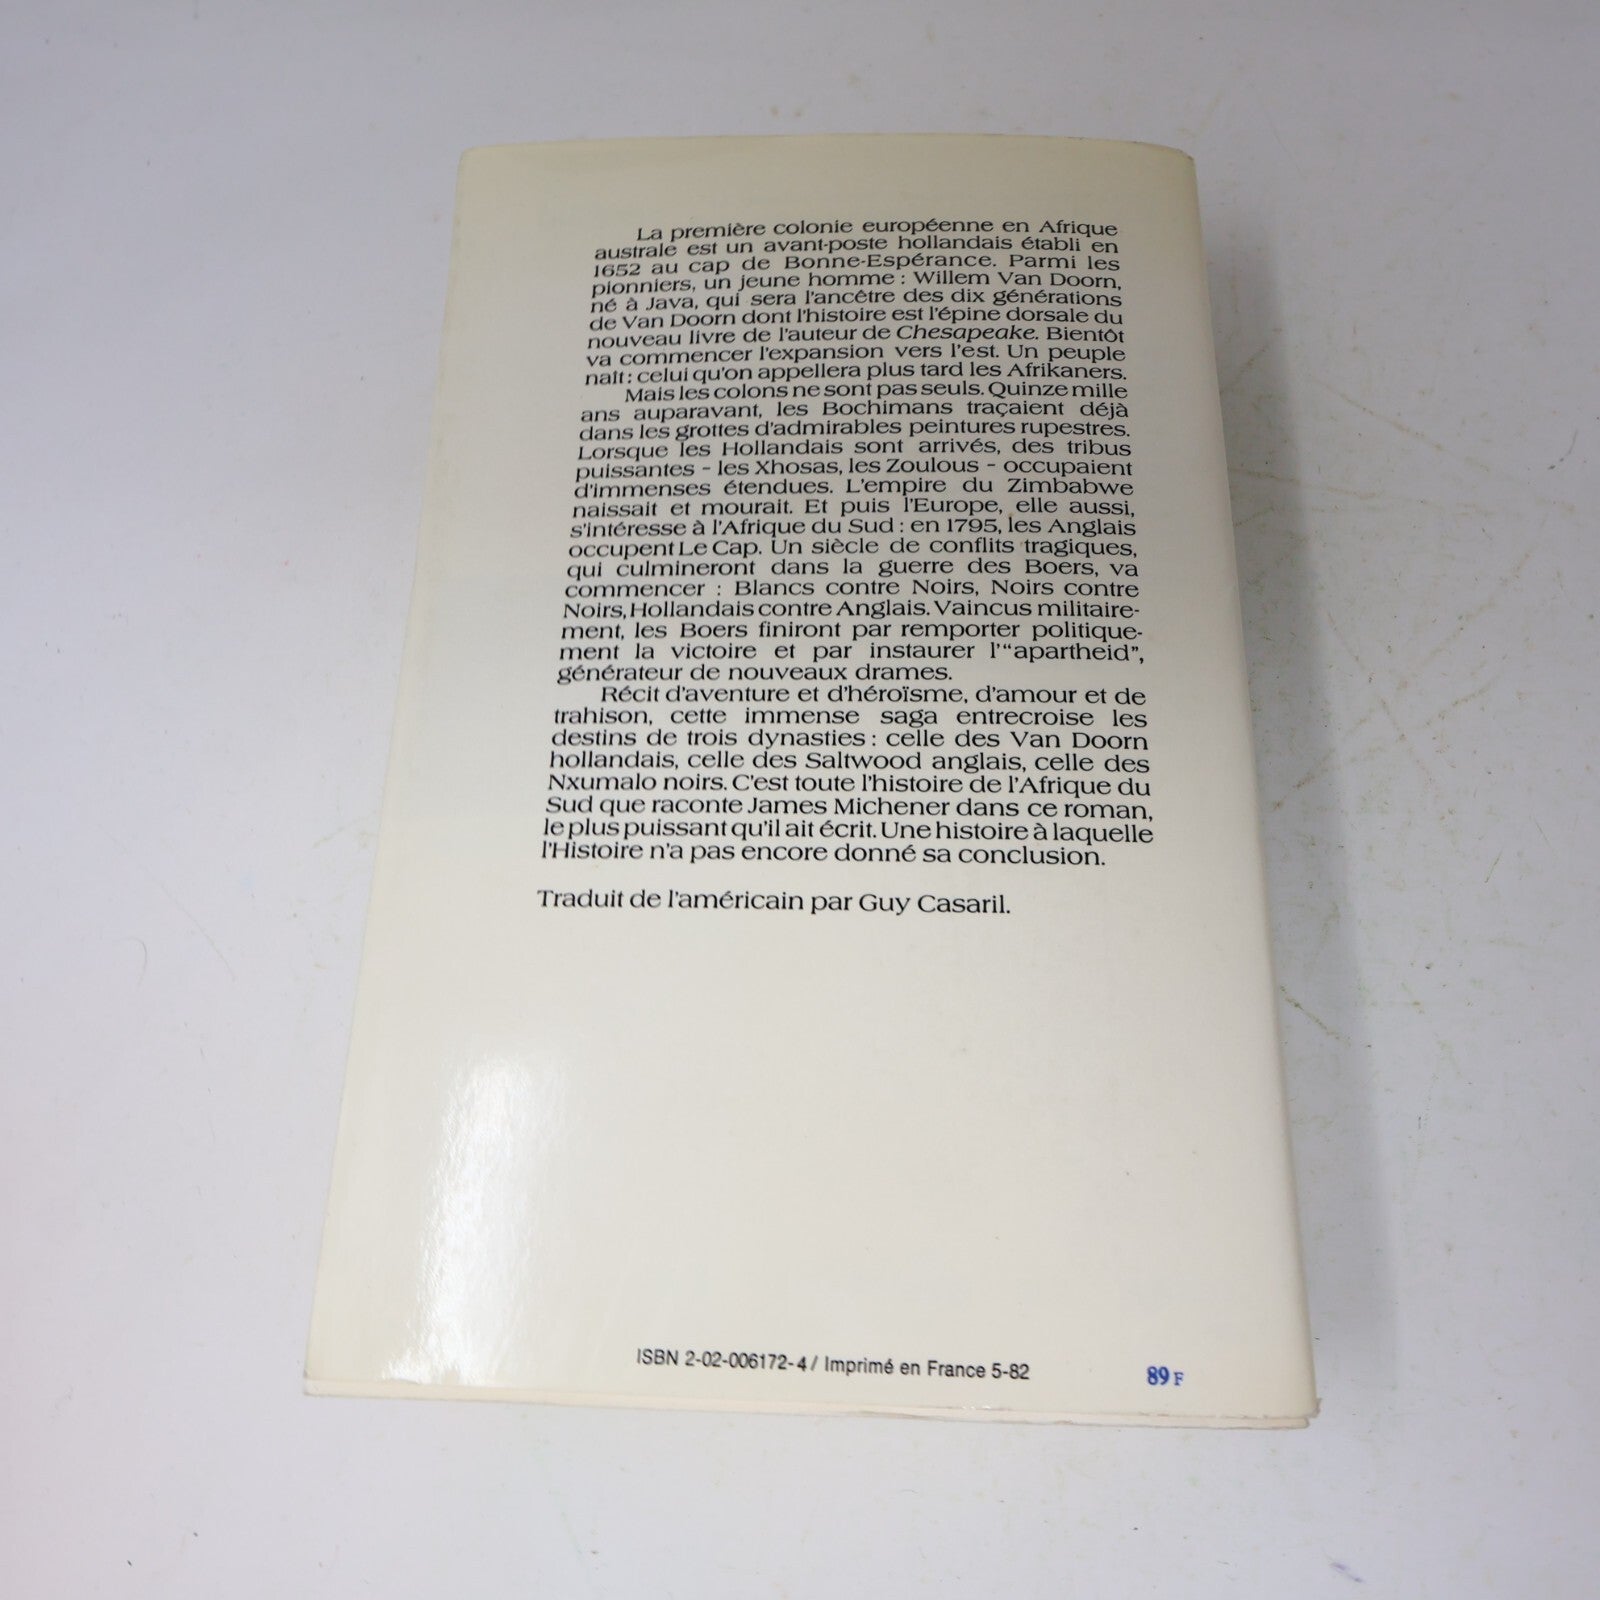 La première colonie européenne en Afrique
australe est un avant-poste hollandais établi en
1652 au cap de Bonne-Espérance. Parmi les
pionniers, un jeune homme : Willem Van Doorn,
né à Java, qui sera l'ancêtre des dix générations
de Van Doorn dont l'histoire est l'épine dorsale du
nouveau livre de l'auteur de Chesapeake. Bientôt
va commencer l'expansion vers l'est. Un peuple
naît : celui qu'on appellera plus tard les Afrikaners.
Mais les colons ne sont pas seuls. Quinze mille
ans auparavant, les Bochimans traçaient déjà
dans les grottes d'admirables peintures rupestres.
Lorsque les Hollandais sont arrivés, des tribus
puissantes - les Xhosas, les Zoulous - occupaient
d'immenses étendues. L'empire du Zimbabwe
naissait et mourait. Et puis l'Europe, elle aussi,
s'intéresse à l'Afrique du Sud : en 1795, les Anglais
occupent Le Cap. Un siècle de conflits tragiques,
qui culmineront dans la guerre des Boers, va
commencer : Blancs contre Noirs, Noirs contre
Noirs, Hollandais contre Anglais. Vaincus militaire-
ment, les Boers finiront par remporter politique-
ment la victoire et par instaurer l'"apartheid",
générateur de nouveaux drames.
Récit d'aventure et d'héroïsme, d'amour et de
trahison, cette immense saga entrecroise les
destins de trois dynasties : celle des Van Doorn
hollandais, celle des Saltwood anglais, celle des
Nxumalo noirs. C'est toute l'histoire de l'Afrique du
Sud que raconte James Michener dans ce roman,
le plus puissant qu'il ait écrit. Une histoire à laquelle
l'Histoire n'a pas encore donné sa conclusion.
Traduit de l'américain par Guy Casaril.
ISBN 2-02-006172-4 / Imprimé en France 5-82
89 F